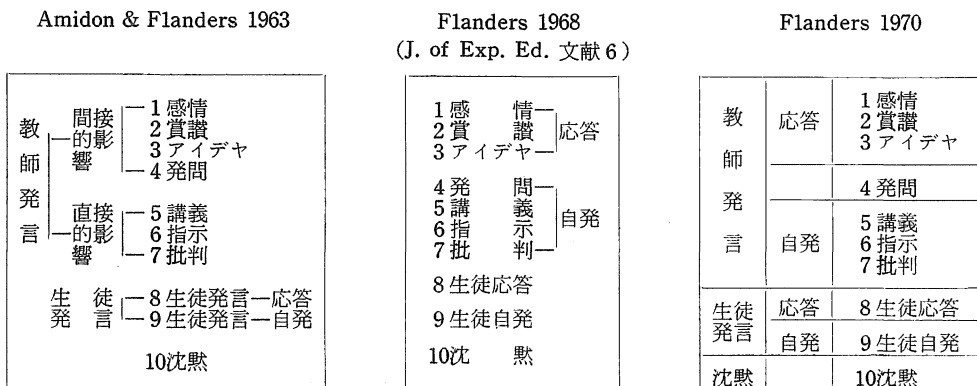 Amidon & Flanders 1963
教師発言
間接的影響
1 感情
2 賞讃
3 アイデヤ
4 発問
直接的影響
5 講義
6 指示
7 批判
生徒発言
8 生徒発言—応答
9 生徒発言—自発
10沈黙
Flanders 1968
(J. of Exp. Ed. 文献 6)
1 感情
2 賞讃
3 アイデヤ
応答
4 発問
5 講義
6 指示
7 批判
自発
8 生徒応答
9 生徒自発
10沈黙
Flanders 1970
教師発言
応答
1 感情
2 賞讃
3 アイデヤ
4 発問
自発
5 講義
6 指示
7 批判
生徒発言
応答
8 生徒応答
自発
9 生徒自発
沈黙
10沈黙